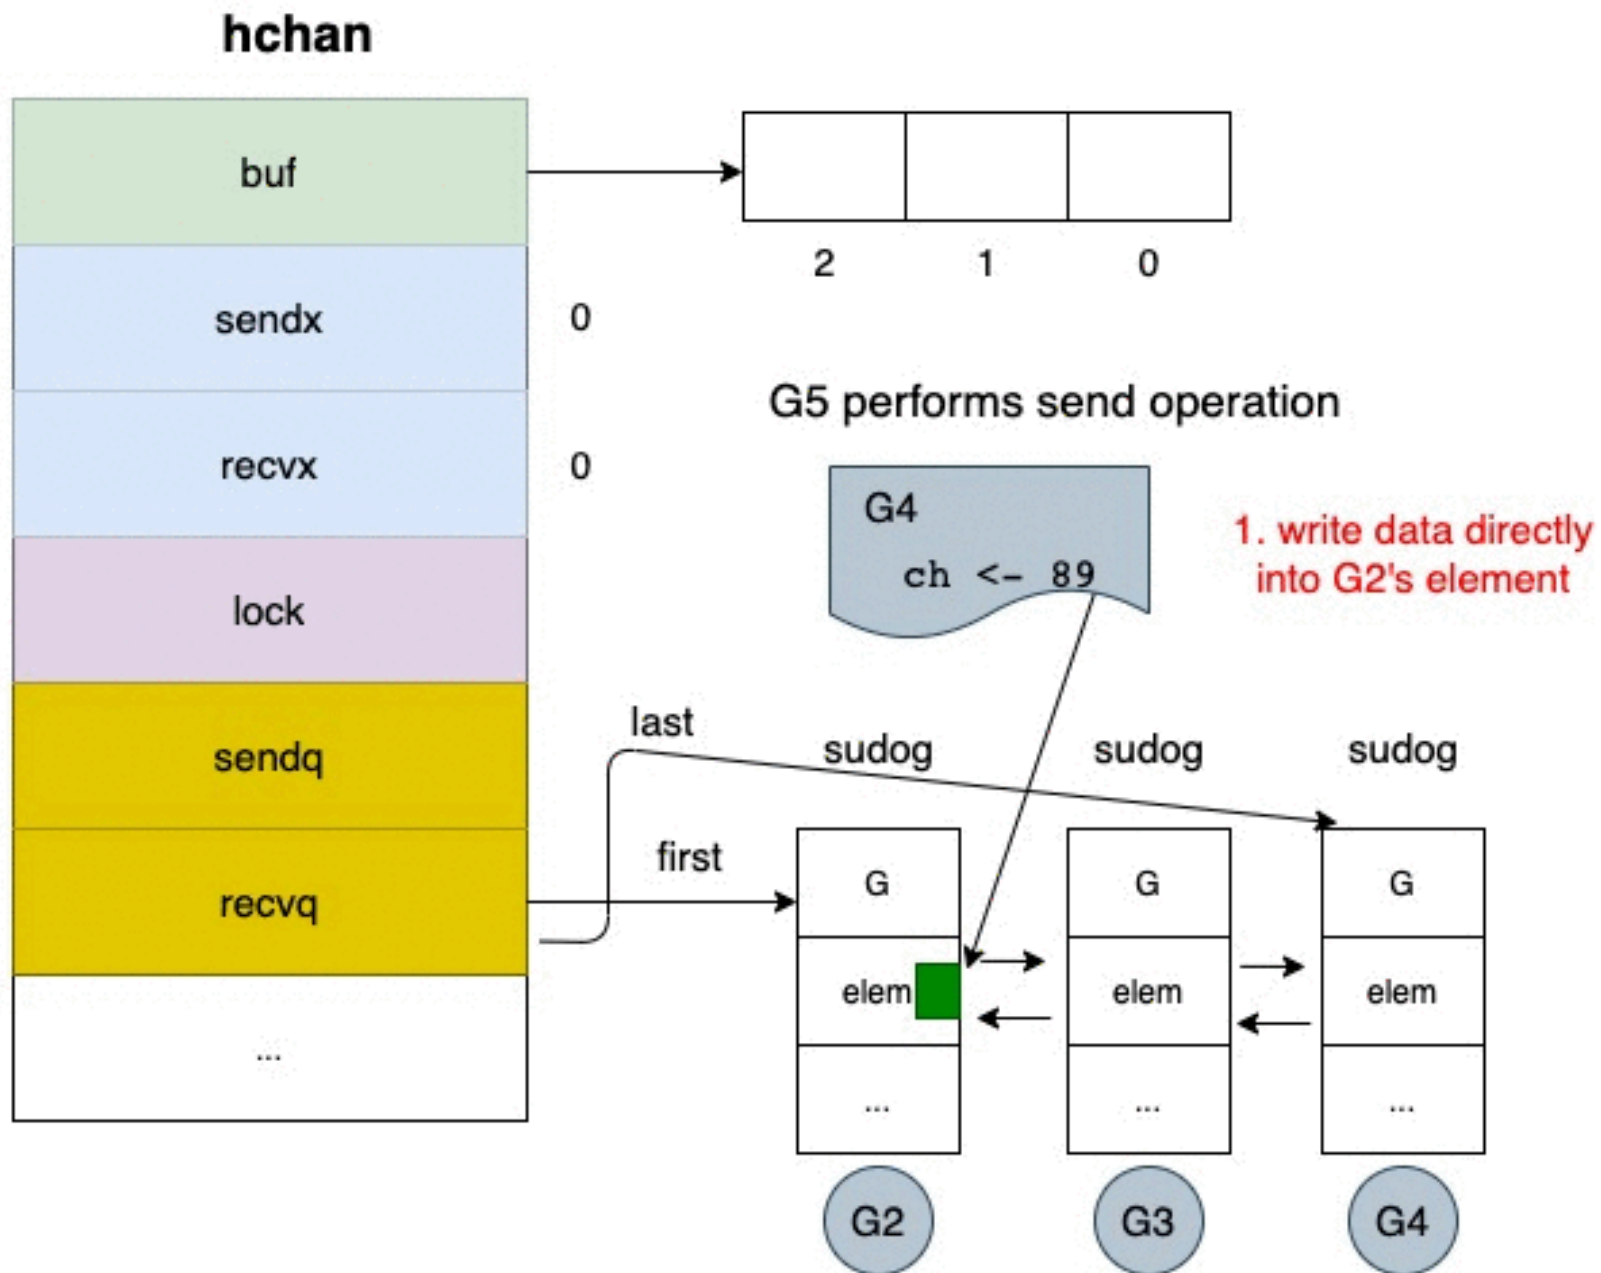 hchan
buf
2 1 0
sendx 0
G5 performs send operation
recvx 0
G4
ch <- 89
1. write data directly
into G2's element
lock
last
sendq
sudog sudog sudog
first
recvq
G G G
elem elem elem
...
... ... ...
G2 G3 G4